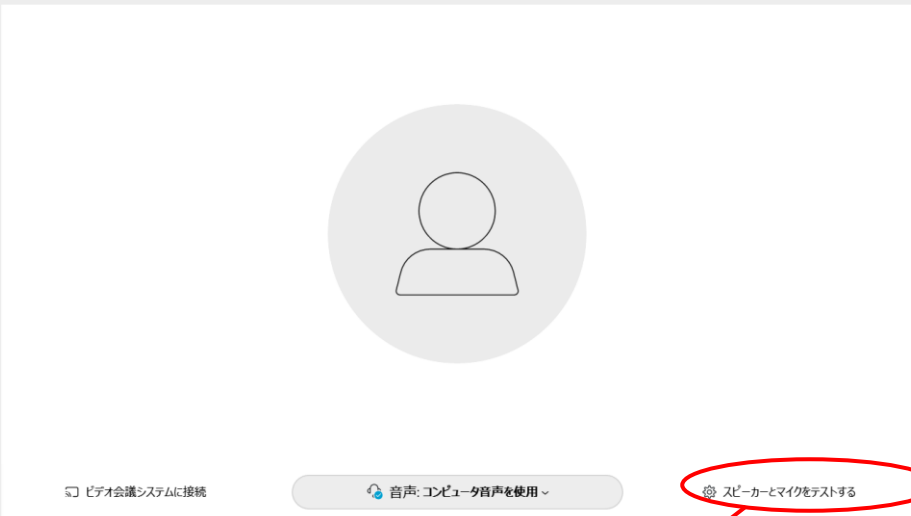 ビデオ会議システムに接続
音声: コンピュータ音声を使用
スピーカーとマイクをテストする